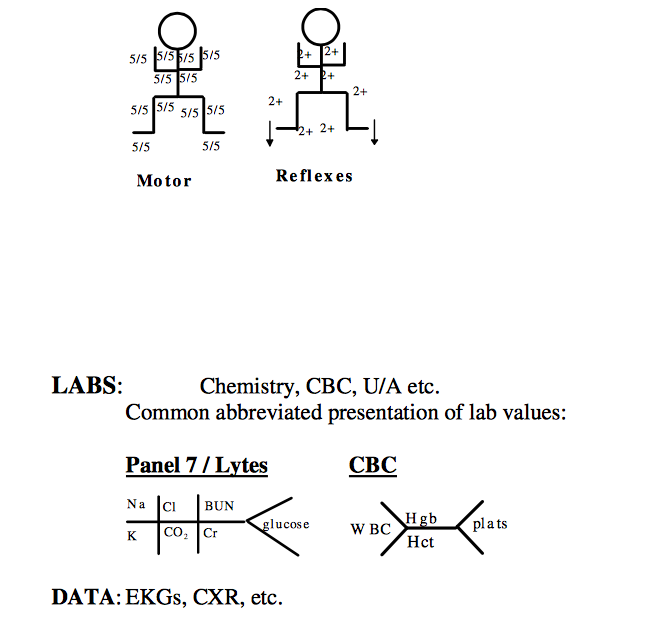 5/5 5/5 5/5 5/5
5/5 5/5
5/5 5/5 5/5 5/5
5/5 5/5
Motor
2+ 2+
2+ 2+
2+ 2+
2+ 2+
Reflexes
LABS: Chemistry, CBC, U/A etc.
Common abbreviated presentation of lab values:
Panel 7 / Lytes CBC
Na Cl BUN
K CO₂ Cr
glucose
WBC Hgb plats
Hct
DATA: EKGs, CXR, etc.